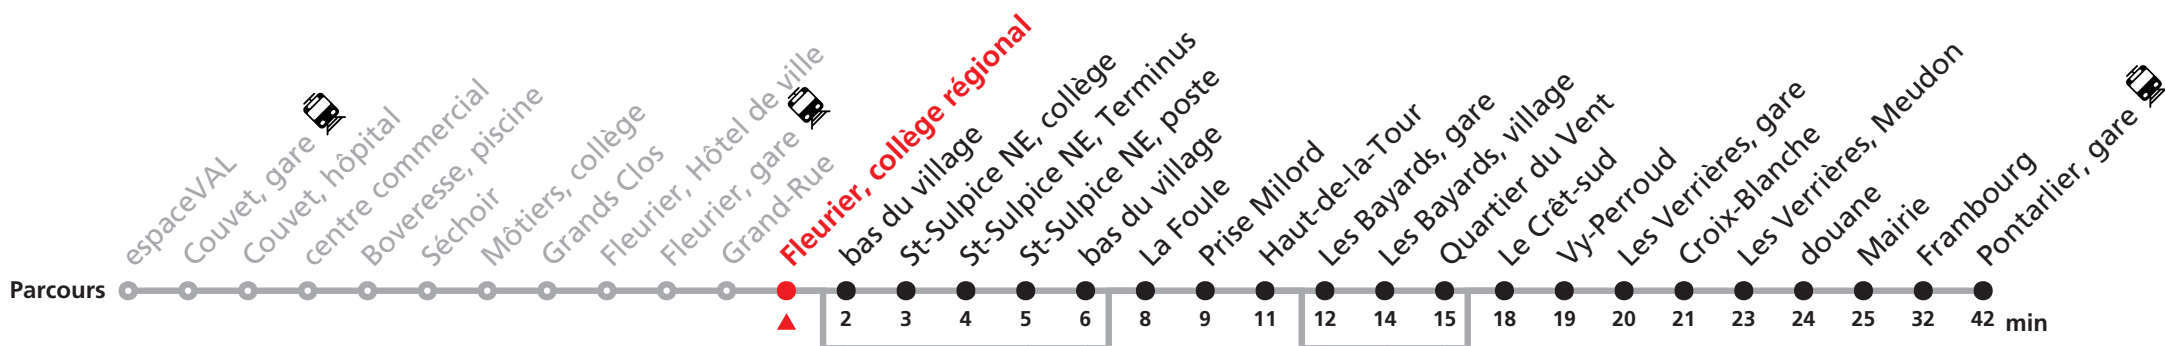 espaceVAL
Couvet, gare
Couvet, hôpital
centre commercial
Boveresse, piscine
Séchoir
Môtiers, collège
Grands Clos
Fleurier, Hôtel de ville
Fleurier, gare
Grand-Rue
Fleurier, collège régional
bas du village
St-Sulpice NE, collège
St-Sulpice NE, Terminus
St-Sulpice NE, poste
bas du village
La Foule
Prise Milord
Haut-de-la-Tour
Les Bayards, gare
Les Bayards, village
Quartier du Vent
Le Crêt-sud
Vy-Perroud
Les Verrières, gare
Croix-Blanche
Les Verrières, Meudon
douane
Mairie
Frambourg
Pontarlier, gare
Parcours
2 3 4 5 6 8 9 11 12 14 15 18 19 20 21 23 24 25 32 42 min